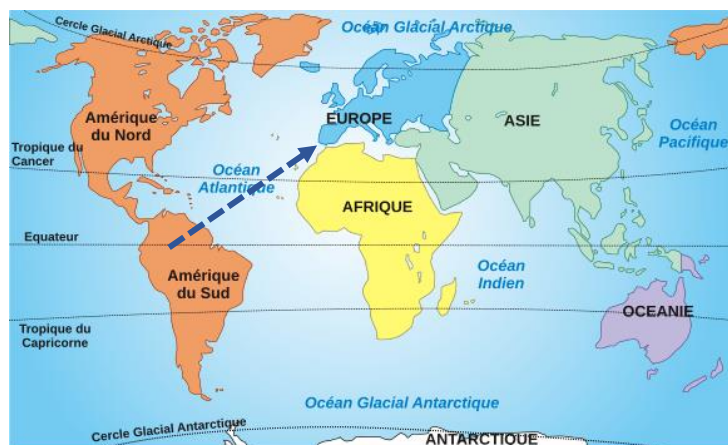 Cercle Glacial Arctique
Océan Glacial Arctique
Amérique
du Nord
EUROPE
ASIE
Océan
Pacifique
Tropique du
Cancer
Océan
Atlantique
AFRIQUE
Equateur
Amérique
du Sud
Océan
Indien
OCEANIE
Tropique du
Capricorne
Océan Glacial Antarctique
Cercle Glacial Antarctique
ANTARCTIQUE